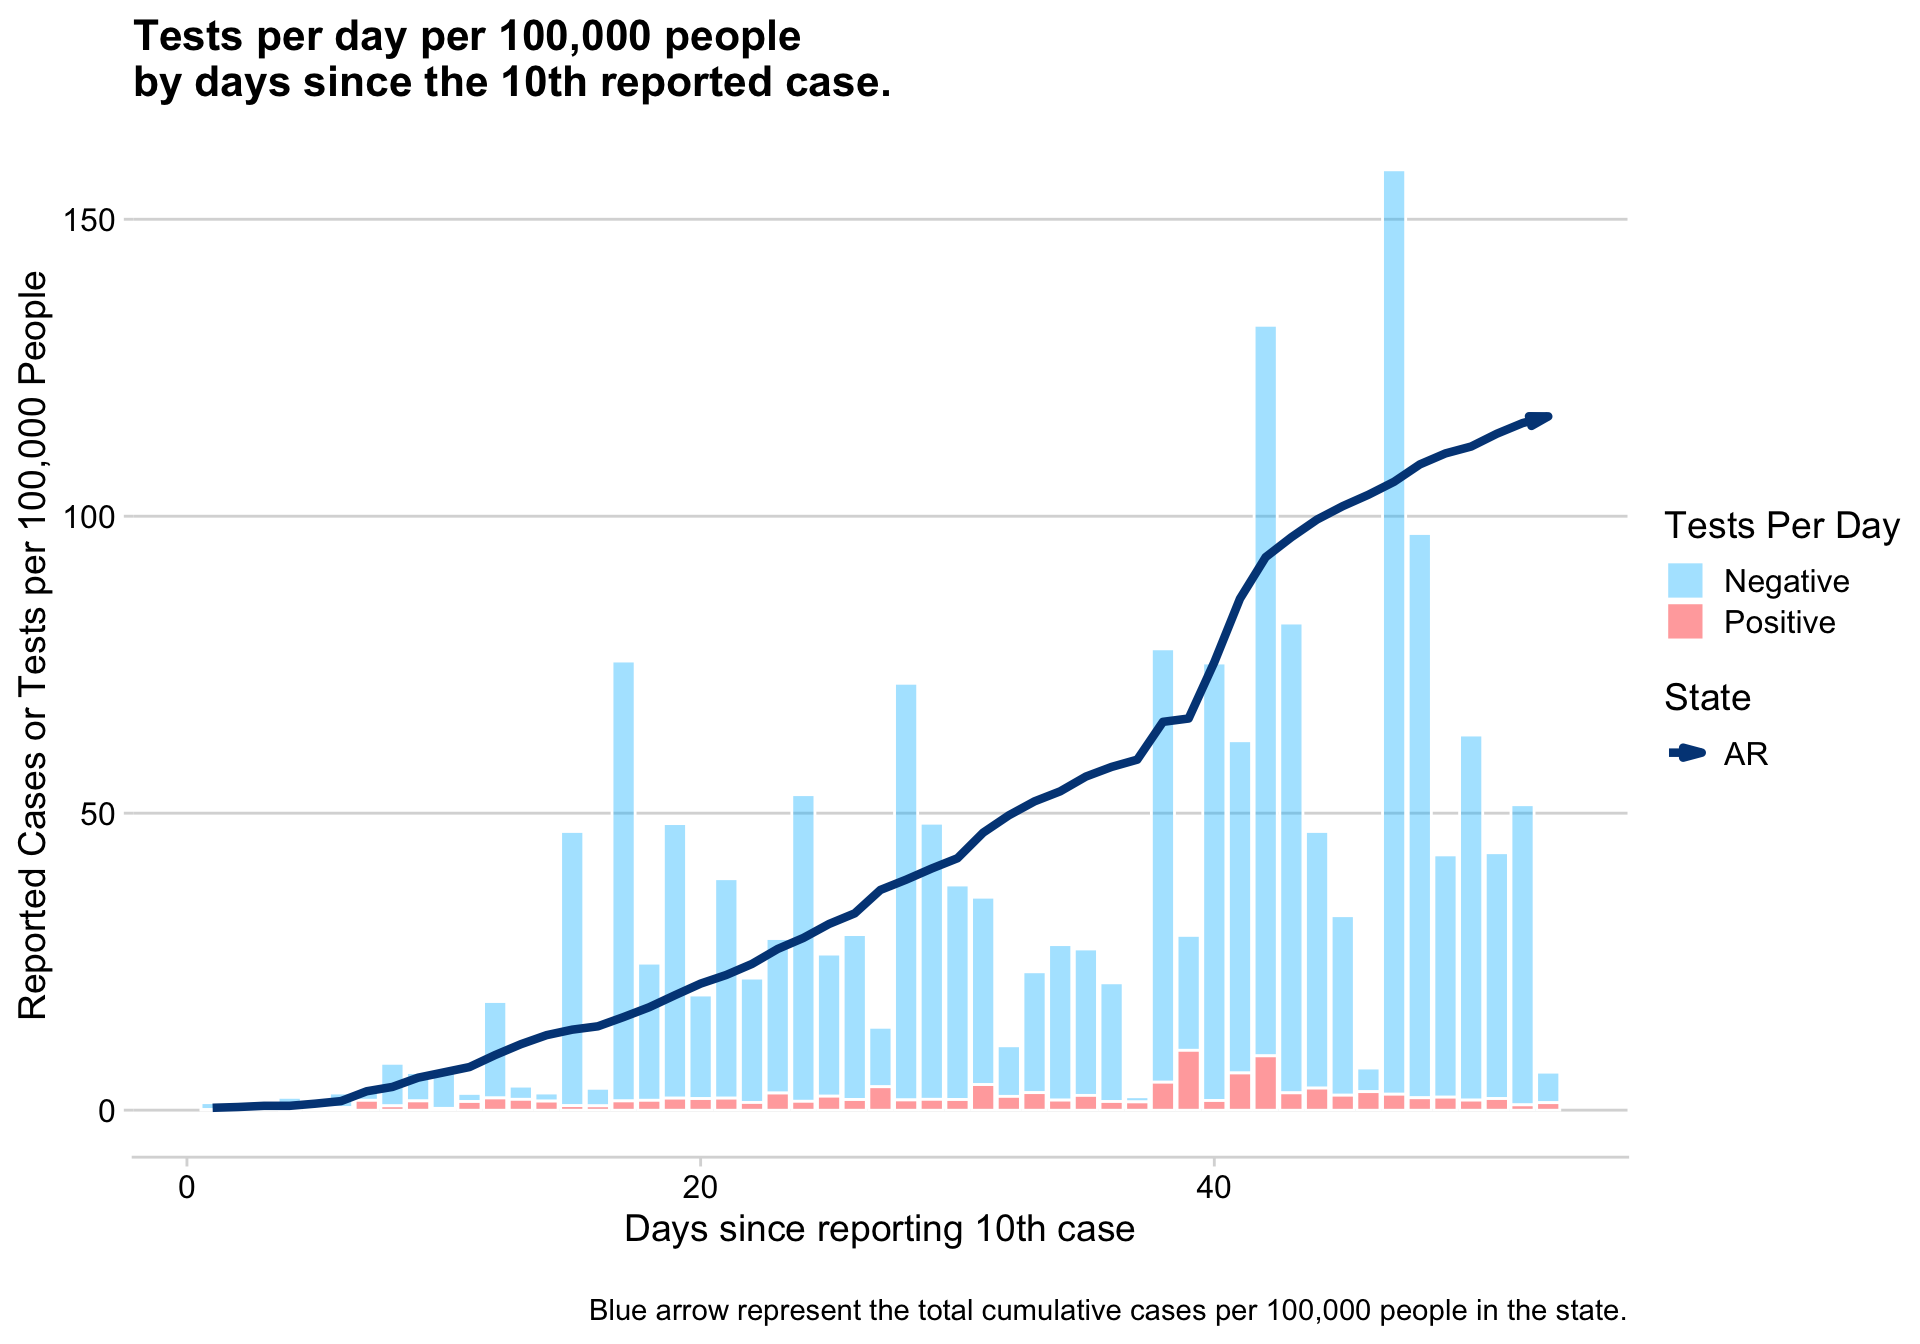 Tests per day per 100,000 people
by days since the 10th reported case.
Reported Cases or Tests per 100,000 People
150
100
50
0
0
20
40
Days since reporting 10th case
Tests Per Day
Negative
Positive
State
AR
Blue arrow represent the total cumulative cases per 100,000 people in the state.